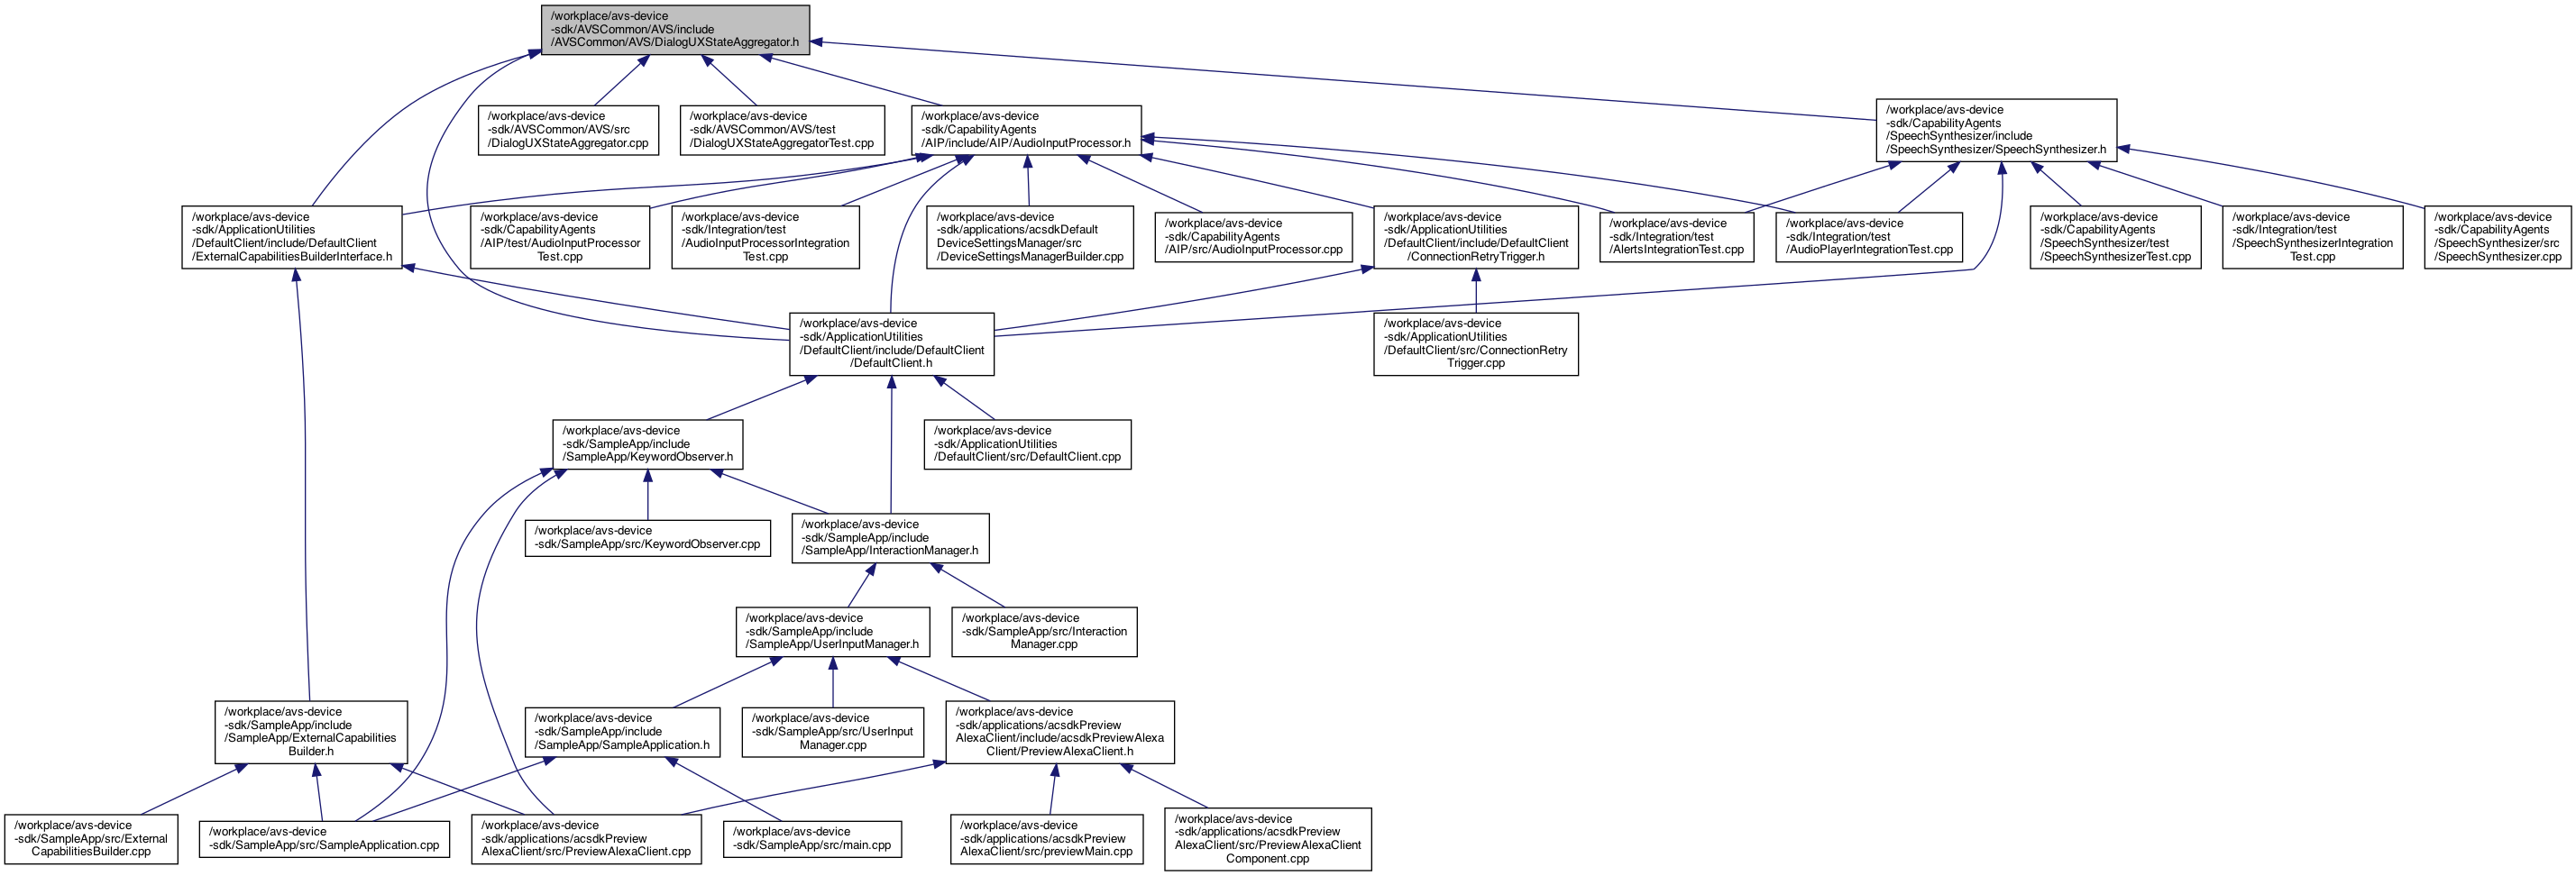 /workplace/avs-device
-sdk/AVSCommon/AVS/include
/AVSCommon/AVS/DialogUXStateAggregator.h
/workplace/avs-device
-sdk/AVSCommon/AVS/src
/DialogUXStateAggregator.cpp
/workplace/avs-device
-sdk/AVSCommon/AVS/test
/DialogUXStateAggregatorTest.cpp
/workplace/avs-device
-sdk/CapabilityAgents
/AIP/include/AIP/AudioInputProcessor.h
/workplace/avs-device
-sdk/CapabilityAgents
/SpeechSynthesizer/include
/SpeechSynthesizer/SpeechSynthesizer.h
/workplace/avs-device
-sdk/ApplicationUtilities
/DefaultClient/include/DefaultClient
/ExternalCapabilitiesBuilderInterface.h
/workplace/avs-device
-sdk/CapabilityAgents
/AIP/test/AudioInputProcessor
Test.cpp
/workplace/avs-device
-sdk/Integration/test
/AudioInputProcessorIntegration
Test.cpp
/workplace/avs-device
-sdk/applications/acsdkDefault
DeviceSettingsManager/src
/DeviceSettingsManagerBuilder.cpp
/workplace/avs-device
-sdk/CapabilityAgents
/AIP/src/AudioInputProcessor.cpp
/workplace/avs-device
-sdk/ApplicationUtilities
/DefaultClient/include/DefaultClient
/ConnectionRetryTrigger.h
/workplace/avs-device
-sdk/Integration/test
/AlertsIntegrationTest.cpp
/workplace/avs-device
-sdk/Integration/test
/AudioPlayerIntegrationTest.cpp
/workplace/avs-device
-sdk/CapabilityAgents
/SpeechSynthesizer/test
/SpeechSynthesizerTest.cpp
/workplace/avs-device
-sdk/Integration/test
/SpeechSynthesizerIntegration
Test.cpp
/workplace/avs-device
-sdk/CapabilityAgents
/SpeechSynthesizer/src
/SpeechSynthesizer.cpp
/workplace/avs-device
-sdk/ApplicationUtilities
/DefaultClient/include/DefaultClient
/DefaultClient.h
/workplace/avs-device
-sdk/ApplicationUtilities
/DefaultClient/src/ConnectionRetry
Trigger.cpp
/workplace/avs-device
-sdk/SampleApp/include
/SampleApp/KeywordObserver.h
/workplace/avs-device
-sdk/ApplicationUtilities
/DefaultClient/src/DefaultClient.cpp
/workplace/avs-device
-sdk/SampleApp/src/KeywordObserver.cpp
/workplace/avs-device
-sdk/SampleApp/include
/SampleApp/InteractionManager.h
/workplace/avs-device
-sdk/SampleApp/include
/SampleApp/UserInputManager.h
/workplace/avs-device
-sdk/SampleApp/src/Interaction
Manager.cpp
/workplace/avs-device
-sdk/SampleApp/include
/SampleApp/ExternalCapabilities
Builder.h
/workplace/avs-device
-sdk/SampleApp/include
/SampleApp/SampleApplication.h
/workplace/avs-device
-sdk/SampleApp/src/UserInput
Manager.cpp
/workplace/avs-device
-sdk/applications/acsdkPreview
AlexaClient/include/acsdkPreviewAlexa
Client/PreviewAlexaClient.h
/workplace/avs-device
-sdk/SampleApp/src/External
CapabilitiesBuilder.cpp
/workplace/avs-device
-sdk/SampleApp/src/SampleApplication.cpp
/workplace/avs-device
-sdk/applications/acsdkPreview
AlexaClient/src/PreviewAlexaClient.cpp
/workplace/avs-device
-sdk/SampleApp/src/main.cpp
/workplace/avs-device
-sdk/applications/acsdkPreview
AlexaClient/src/previewMain.cpp
/workplace/avs-device
-sdk/applications/acsdkPreview
AlexaClient/src/PreviewAlexaClient
Component.cpp